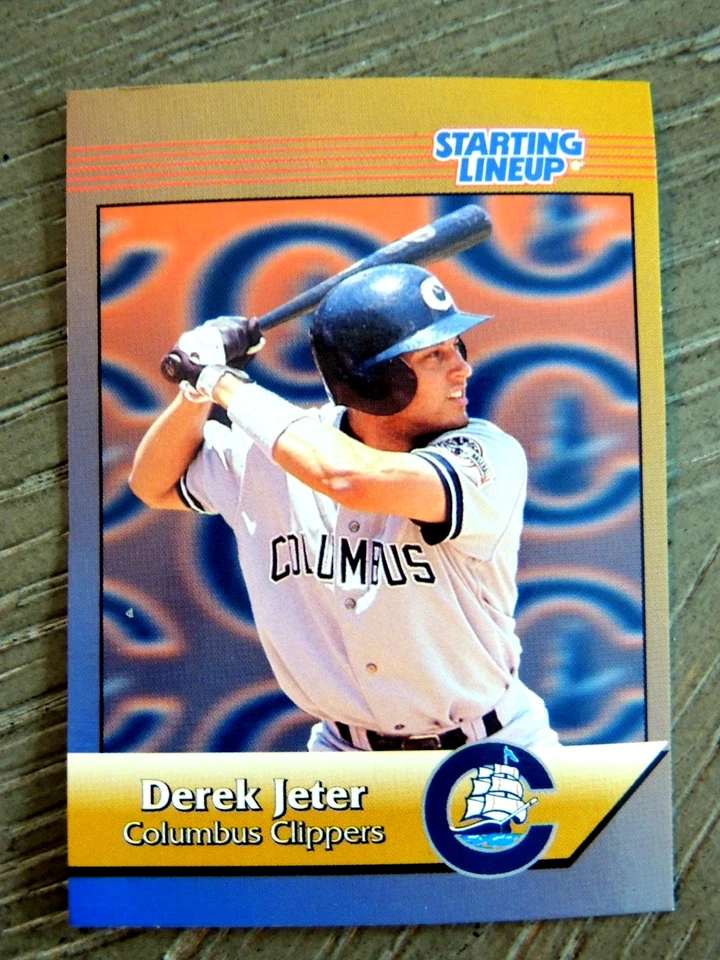 STARTING
LINEUP
C
COLUMBUS
Derek Jeter
Columbus Clippers
C